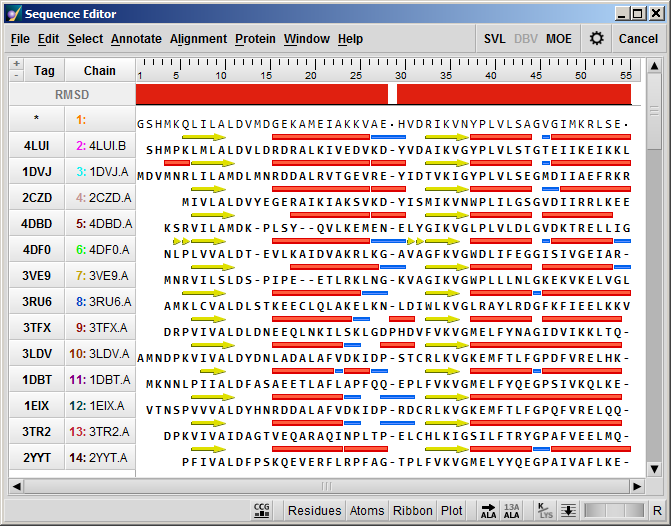 Sequence Editor
File Edit Select Annotate Alignment Protein Window Help SVL DBV MOE Cancel
+ - Tag Chain 1 5 10 15 20 25 30 35 40 45 50 55
RMSD
* 1: GSHMKQLILALDVMDGEKAMEIAKKVAE·HVDRIKVNYPLVLSAGVGIMKRLSE·
4LUI 2: 4LUI.B SHMPKLMLALDVLDRDRALKIVEDVKD-YVDAIKVGYPLVLSTGTEIIKEIKKL
1DVJ 3: 1DVJ.A MDVMNRLILAMDLMNRDDALRVTGEVRE-YIDTVKIGYPLVLSEGMDIIAEFRKR
2CZD 4: 2CZD.A MIVLALDVYEGERAIKIAKSVKD-YISMIKVNWPLILGSGVDIIRRLKEE
4DBD 5: 4DBD.A KSRVILAMDK-PLSY--QVLKEMEN-ELYGIKVGLPLVLDLGVDKTRELLIG
4DF0 6: 4DF0.A NLPLVVALDT-EVLKAIDVAKRLKG-AVAGFKVGWDLIFEGGISIVGEIAR-
3VE9 7: 3VE9.A MNRVILSLDS-PIPE--ETLRKLNG-KVAGIKVGWPLLLNLGKEKVKELVGL
3RU6 8: 3RU6.A AMKLCVALDLSTKEECLQLAKELKN-LDIWLKVGLRAYLRDGFKFIEELKKV
3TFX 9: 3TFX.A DRPVIVALDLDNEEQLNKILSKLGDPHDVFVKVGMELFYNAGIDVIKKLTQ-
3LDV 10: 3LDV.A AMNDPKVIVALDYDNLADALAFVDKIDP-STCRLKVGKEMFTLFGPDFVRELHK-
1DBT 11: 1DBT.A MKNNLPIIALDFASAEETLAFLAPFQQ-EPLFVKVGMELFYQEGPSIVKQLKE-
1EIX 12: 1EIX.A VTNSPVVVALDYHNRDDALAFVDKIDP-RDCRLKVGKEMFTLFGPQFVRELQQ-
3TR2 13: 3TR2.A DPKVIVAIDAGTVEQARAQINPLTP-ELCHLKIGSILFTRYGPAFVEELMQ-
2YYT 14: 2YYT.A PFIVALDFPSKQEVERFLRPFAG-TPLFVKVGMELYYQEGPAIVAFLKE-
CCG Residues Atoms Ribbon Plot ALA 13A ALA K LYS R